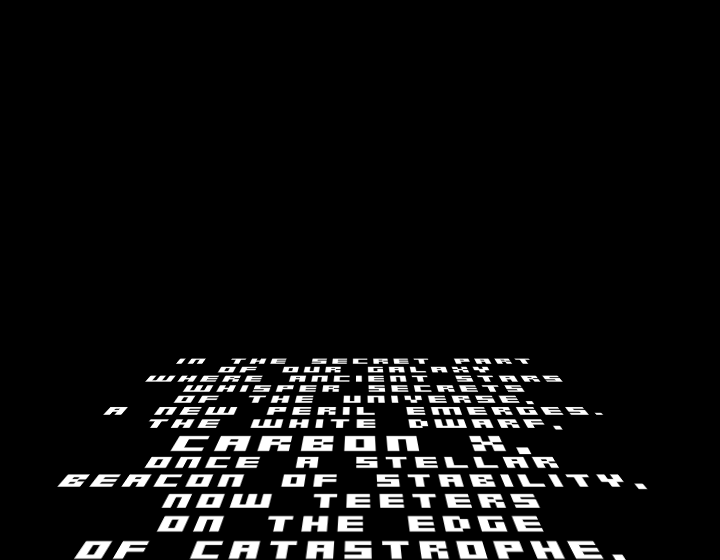 IN THE SECRET PART
OF OUR GALAXY
WHERE ANCIENT STARS
WHISPER SECRETS
OF THE UNIVERSE,
A NEW PERIL EMERGES.
THE WHITE DWARF,
CARBON X,
ONCE A STELLAR
BEACON OF STABILITY,
NOW TEETERS
ON THE EDGE
OF CATASTROPHE.